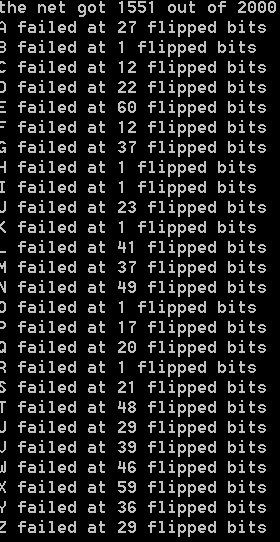 the net got 1551 out of 2000
A failed at 27 flipped bits
B failed at 1 flipped bits
C failed at 12 flipped bits
D failed at 22 flipped bits
E failed at 60 flipped bits
F failed at 12 flipped bits
G failed at 37 flipped bits
H failed at 1 flipped bits
I failed at 1 flipped bits
J failed at 23 flipped bits
K failed at 1 flipped bits
L failed at 41 flipped bits
M failed at 37 flipped bits
N failed at 49 flipped bits
O failed at 1 flipped bits
P failed at 17 flipped bits
Q failed at 20 flipped bits
R failed at 1 flipped bits
S failed at 21 flipped bits
T failed at 48 flipped bits
U failed at 29 flipped bits
V failed at 39 flipped bits
W failed at 46 flipped bits
X failed at 59 flipped bits
Y failed at 36 flipped bits
Z failed at 29 flipped bits